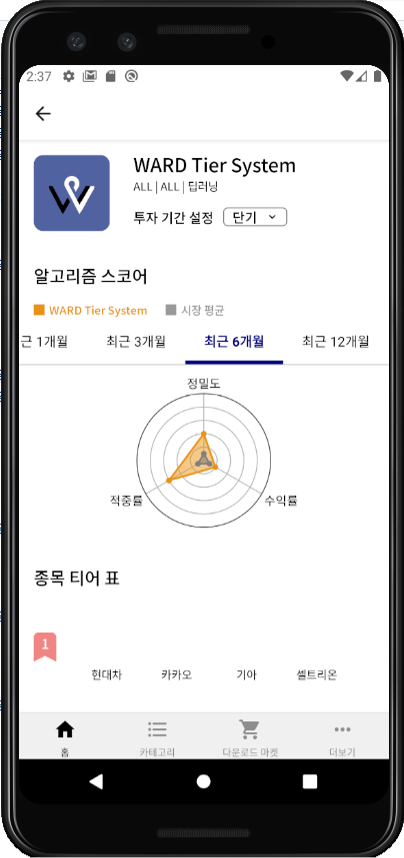 2:37
WARD Tier System
ALL | ALL | 딥러닝
투자 기간 설정 단기
알고리즘 스코어
WARD Tier System 시장 평균
근 1개월 최근 3개월 최근 6개월 최근 12개월
정밀도
적중률 수익률
종목 티어 표
1
현대차 카카오 기아 셀트리온
홈 카테고리 다운로드 마켓 더보기